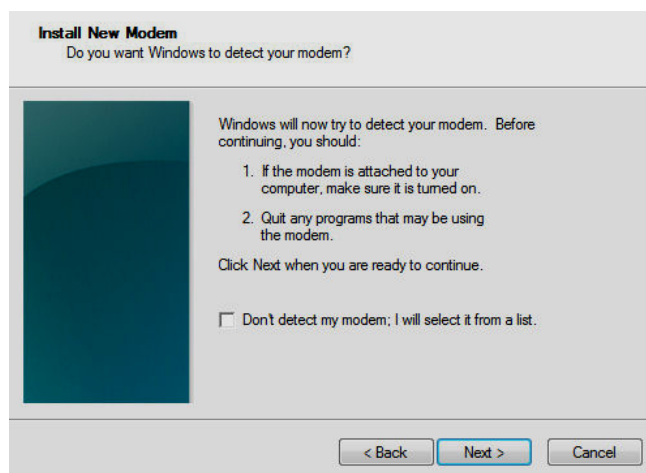 Install New Modem
Do you want Windows to detect your modem?
Windows will now try to detect your modem.  Before
continuing, you should:
1. If the modem is attached to your
computer, make sure it is turned on.
2. Quit any programs that may be using
the modem.
Click Next when you are ready to continue.
Don't detect my modem; I will select it from a list.
< Back Next > Cancel